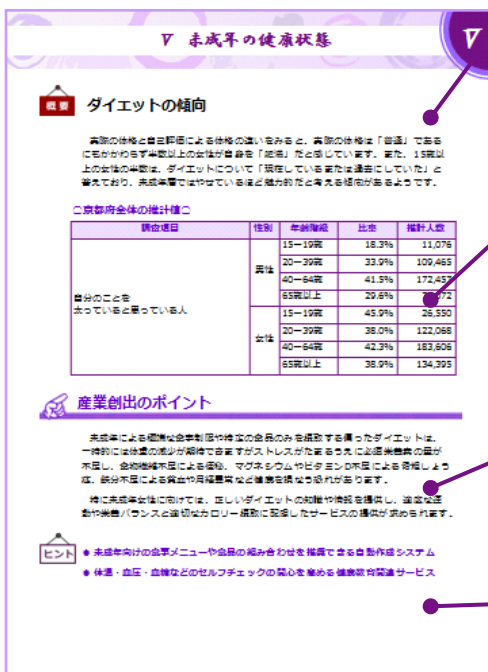 Ⅴ 未成年の健康状態
Ⅴ
概要 ダイエットの傾向
実際の体格と自己評価による体格の違いをみると、実際の体格は「普通」である
にもかかわらず半数以上の女性が自身を「肥満」だと感じています。また、15歳以
上の女性の半数は、ダイエットについて「現在しているまたは過去にしていた」と
答えており、未成年層ではやせているほど魅力的だと考える傾向があるようです。
○京都府全体の推計値○
調査項目 性別 年齢階級 比率 推計人数
自分のことを
太っていると思っている人
男性
15－19歳 18.3% 11,076
20－39歳 33.9% 109,465
40－64歳 41.5% 172,457
65歳以上 29.6%
女性
15－19歳 45.9% 26,550
20－39歳 38.0% 122,068
40－64歳 42.3% 183,606
65歳以上 38.9% 134,395
産業創出のポイント
未成年による極端な食事制限や特定の食品のみを摂取する偏ったダイエットは、
一時的には体重の減少が期待できますがストレスがたまるうえに必須栄養素の量が
不足し、食物繊維不足による便秘、マグネシウムやビタミンD不足による骨粗しょう
症、鉄分不足による貧血や月経異常など健康を損なう恐れがあります。
特に未成年女性に向けては、正しいダイエットの知識や情報を提供し、適度な運
動や栄養バランスと適切なカロリー摂取に配慮したサービスの提供が求められます。
ヒント
● 未成年向けの食事メニューや食品の組み合わせを推奨できる自動作成システム
● 体温・血圧・血糖などのセルフチェックの関心を高める健康教育関連サービス